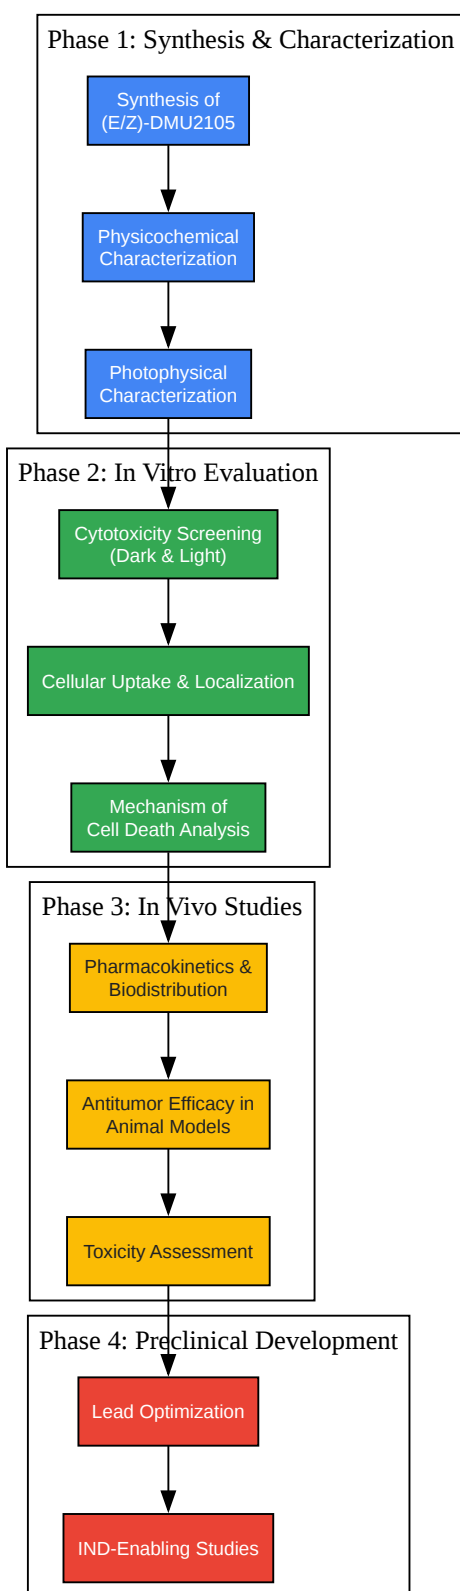 Phase 1: Synthesis & Characterization
Synthesis of
(E/Z)-DMU2105
Physicochemical
Characterization
Photophysical
Characterization
Phase 2: In Vitro Evaluation
Cytotoxicity Screening
(Dark & Light)
Cellular Uptake & Localization
Mechanism of
Cell Death Analysis
Phase 3: In Vivo Studies
Pharmacokinetics &
Biodistribution
Antitumor Efficacy in
Animal Models
Toxicity Assessment
Phase 4: Preclinical Development
Lead Optimization
IND-Enabling Studies